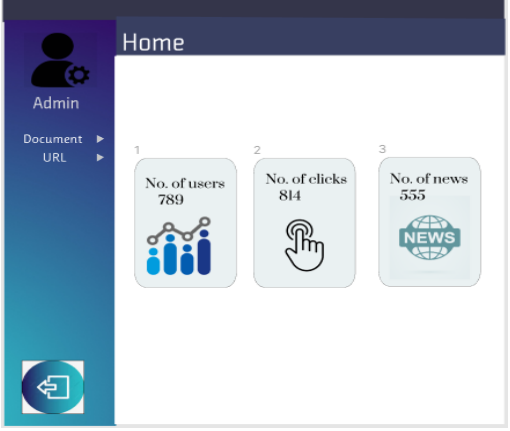 Home
Admin
Document
URL
1
No. of users
789
2
No. of clicks
814
3
No. of news
555
NEWS